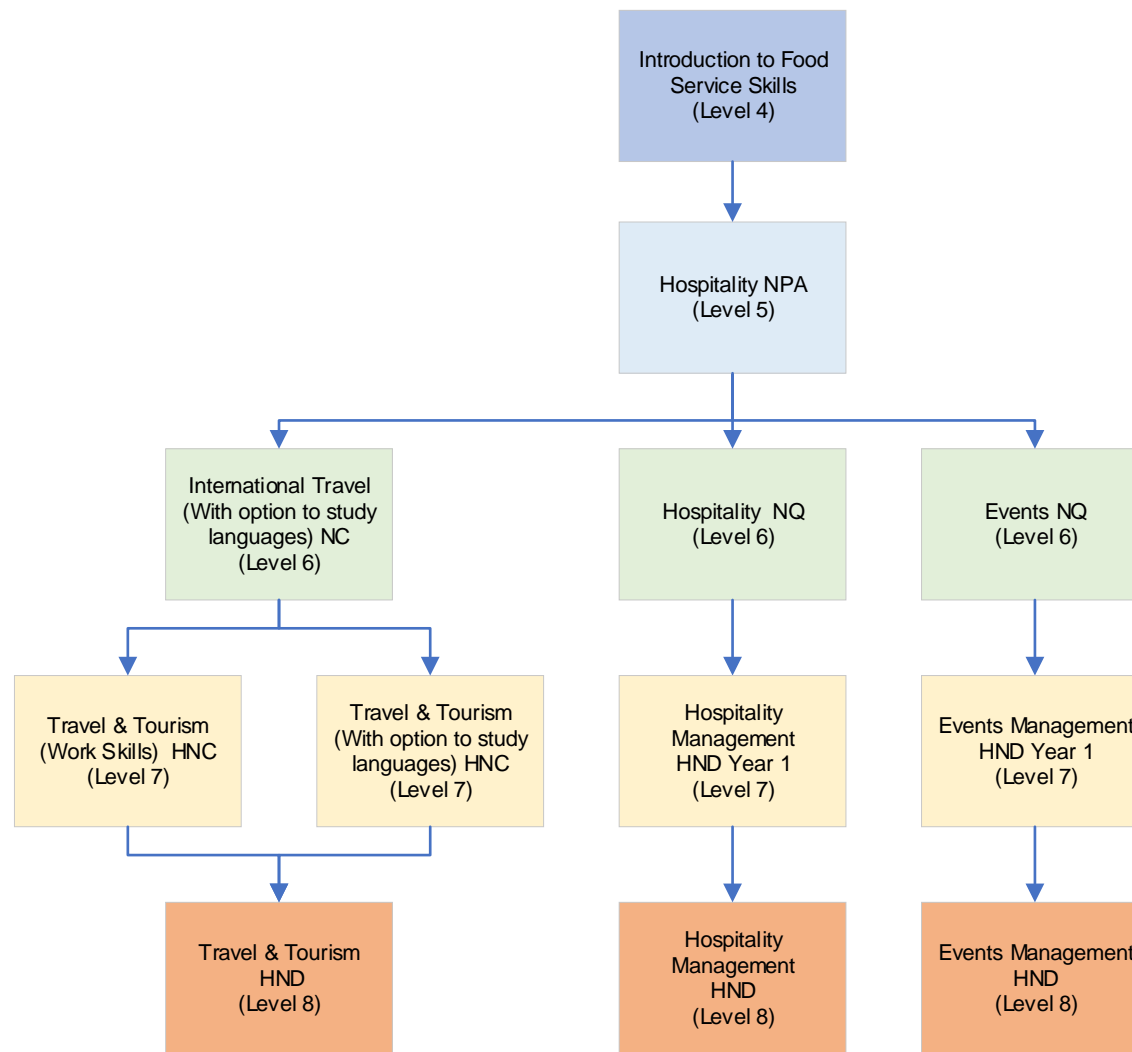 Introduction to Food
Service Skills
(Level 4)
Hospitality NPA
(Level 5)
International Travel
(With option to study
languages) NC
(Level 6)
Hospitality  NQ
(Level 6)
Events NQ
(Level 6)
Travel & Tourism
(Work Skills)  HNC
(Level 7)
Travel & Tourism
(With option to study
languages) HNC
(Level 7)
Hospitality
Management
HND Year 1
(Level 7)
Events Management
HND Year 1
(Level 7)
Travel & Tourism
HND
(Level 8)
Hospitality
Management
HND
(Level 8)
Events Management
HND
(Level 8)